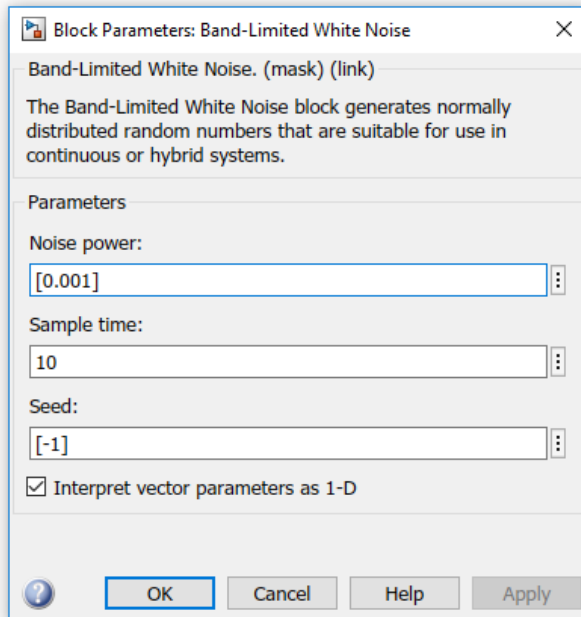 Block Parameters: Band-Limited White Noise
Band-Limited White Noise. (mask) (link)
The Band-Limited White Noise block generates normally
distributed random numbers that are suitable for use in
continuous or hybrid systems.
Parameters
Noise power:
[0.001]
Sample time:
10
Seed:
[-1]
Interpret vector parameters as 1-D
? OK Cancel Help Apply